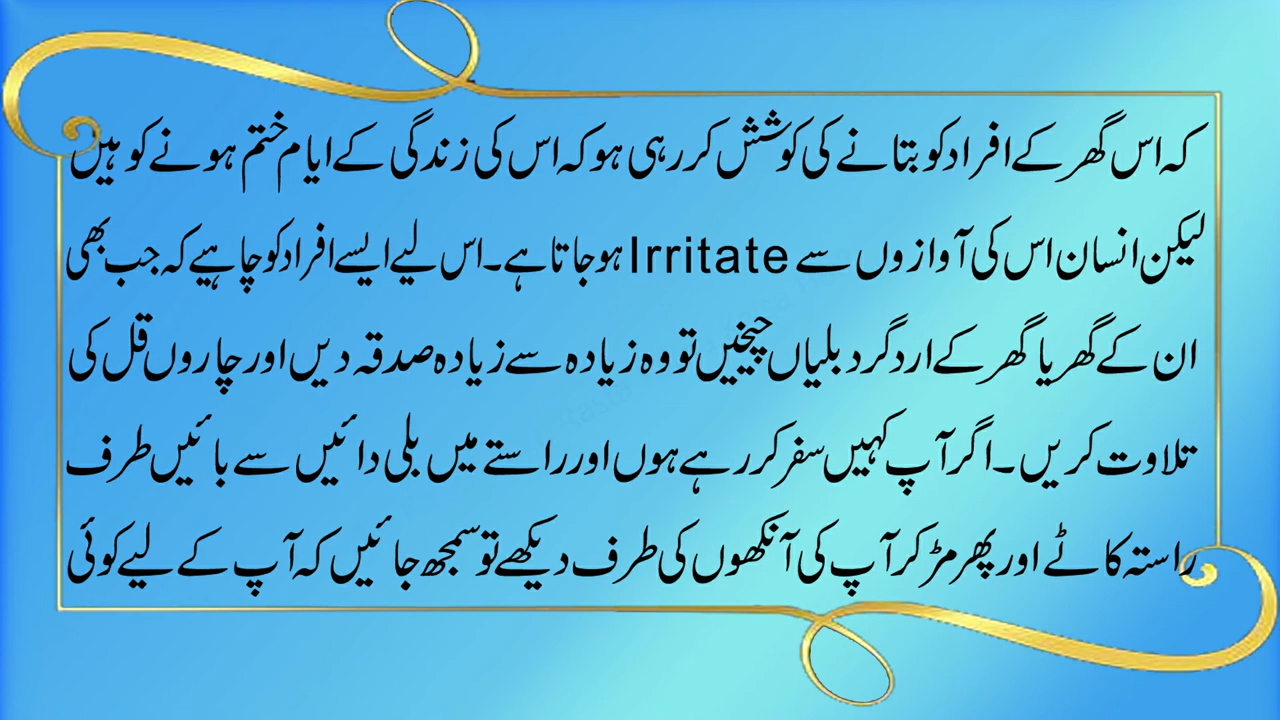 کہ اس گھر کے افراد کو بتانے کی کوشش کر رہی ہو کہ اس کی زندگی کے ایام ختم ہونے کو ہیں
لیکن انسان اس کی آوازوں سے Irritate ہو جاتا ہے۔ اس لیے ایسے افراد کو چاہیے کہ جب بھی
ان کے گھر یا گھر کے ارد گرد بلیاں چیخیں تو وہ زیادہ سے زیادہ صدقہ دیں اور چاروں قل کی
تلاوت کریں۔ اگر آپ کہیں سفر کر رہے ہوں اور راستے میں بلی دائیں سے بائیں طرف
راستہ کاٹے اور پھر مڑ کر آپ کی آنکھوں کی طرف دیکھے تو سمجھ جائیں کہ آپ کے لیے کوئی